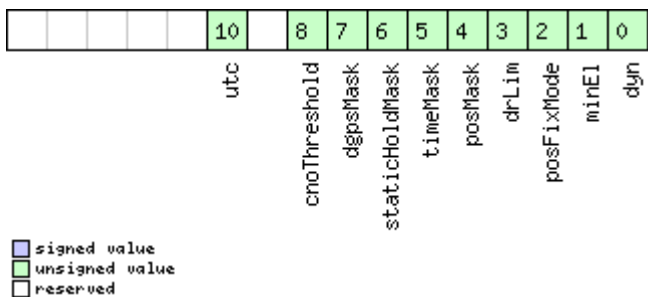 10 8 7 6 5 4 3 2 1 0
utc
cnoThreshold
dgpsMask
staticHoldMask
timeMask
posMask
drLim
posFixMode
minEl
dyn
signed value
unsigned value
reserved